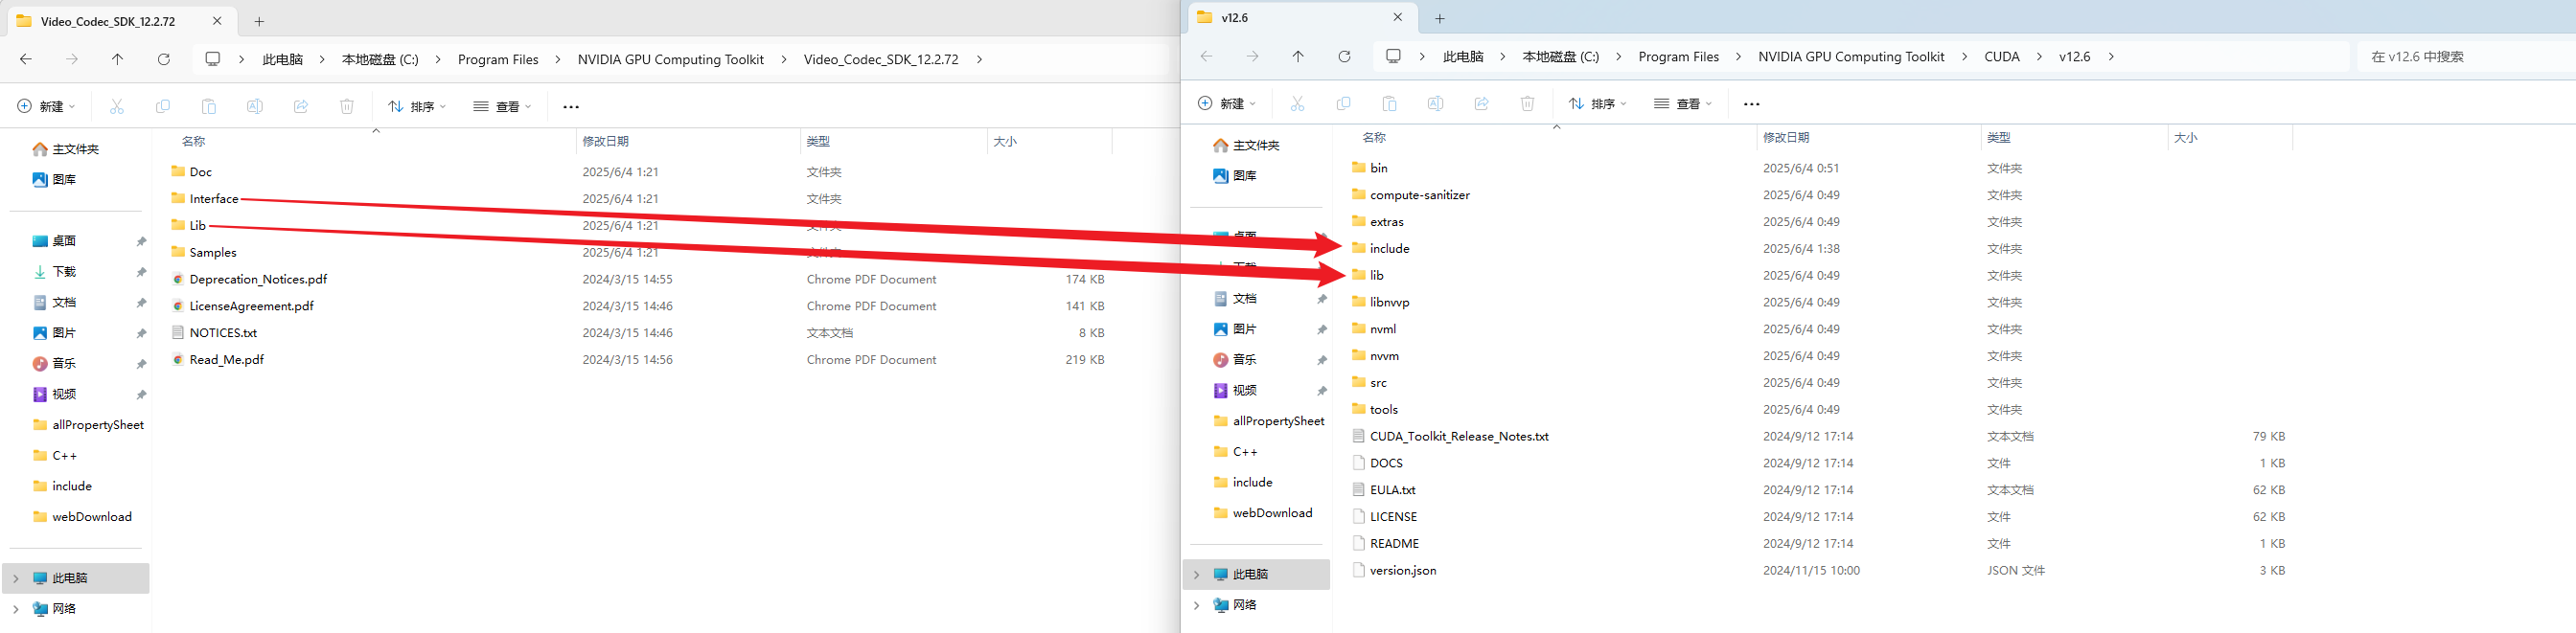 Video_Codec_SDK_12.2.72
此电脑 本地磁盘 (C:) Program Files NVIDIA GPU Computing Toolkit Video_Codec_SDK_12.2.72
新建 排序 查看
名称 修改日期 类型 大小
主文件夹
图库
桌面
下载
文档
图片
音乐
视频
allPropertySheet
C++
include
webDownload
此电脑
网络
Doc 2025/6/4 1:21 文件夹
Interface 2025/6/4 1:21 文件夹
Lib 2025/6/4 1:21 文件夹
Samples 2025/6/4 1:21 文件夹
Deprecation_Notices.pdf 2024/3/15 14:55 Chrome PDF Document 174 KB
LicenseAgreement.pdf 2024/3/15 14:46 Chrome PDF Document 141 KB
NOTICES.txt 2024/3/15 14:46 文本文档 8 KB
Read_Me.pdf 2024/3/15 14:56 Chrome PDF Document 219 KB
v12.6
此电脑 本地磁盘 (C:) Program Files NVIDIA GPU Computing Toolkit CUDA v12.6
在 v12.6 中搜索
新建 排序 查看
名称 修改日期 类型 大小
主文件夹
图库
桌面
下载
文档
图片
音乐
视频
allPropertySheet
C++
include
webDownload
此电脑
网络
bin 2025/6/4 0:51 文件夹
compute-sanitizer 2025/6/4 0:49 文件夹
extras 2025/6/4 0:49 文件夹
include 2025/6/4 1:38 文件夹
lib 2025/6/4 0:49 文件夹
libnvvp 2025/6/4 0:49 文件夹
nvml 2025/6/4 0:49 文件夹
nvvm 2025/6/4 0:49 文件夹
src 2025/6/4 0:49 文件夹
tools 2025/6/4 0:49 文件夹
CUDA_Toolkit_Release_Notes.txt 2024/9/12 17:14 文本文档 79 KB
DOCS 2024/9/12 17:14 文件 1 KB
EULA.txt 2024/9/12 17:14 文本文档 62 KB
LICENSE 2024/9/12 17:14 文件 62 KB
README 2024/9/12 17:14 文件 1 KB
version.json 2024/11/15 10:00 JSON 文件 3 KB